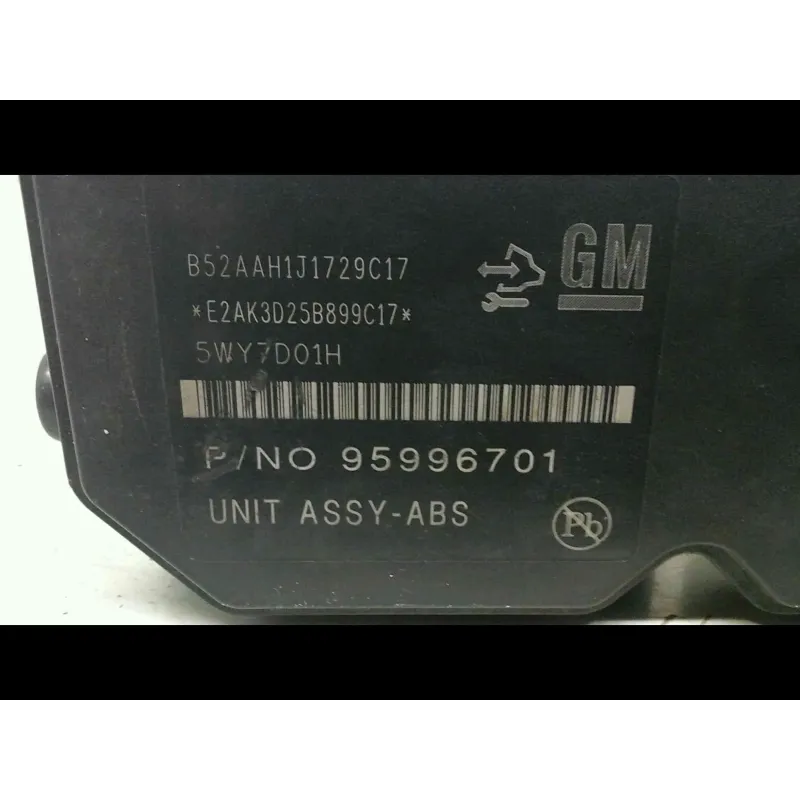 B52AAH1J1729C17
GM
*E2AK3D25B899C17*
5WY7D01H
P/NO 95996701
UNIT ASSY-ABS
Pb